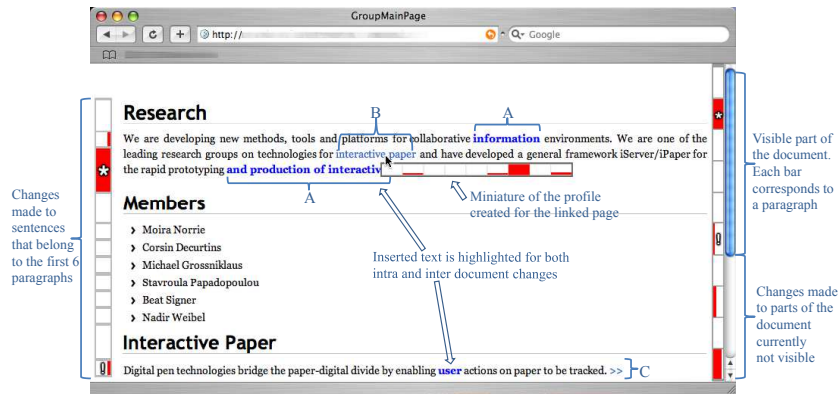 GroupMainPage
http://
Google
B
A
Research
We are developing new methods, tools and platforms for collaborative information environments. We are one of the
leading research groups on technologies for interactive paper and have developed a general framework iServer/iPaper for
the rapid prototyping and production of interactiv
A
Miniature of the profile
created for the linked page
Members
Moira Norrie
Corsin Decurtins
Michael Grossniklaus
Stavroula Papadopoulou
Beat Signer
Nadir Weibel
Inserted text is highlighted for both
intra and inter document changes
Interactive Paper
Digital pen technologies bridge the paper-digital divide by enabling user actions on paper to be tracked. >>
C
Changes
made to
sentences
that belong
to the first 6
paragraphs
Visible part
of the document.
Each bar
corresponds to
a paragraph
Changes made
to parts of the
document
currently
not visible